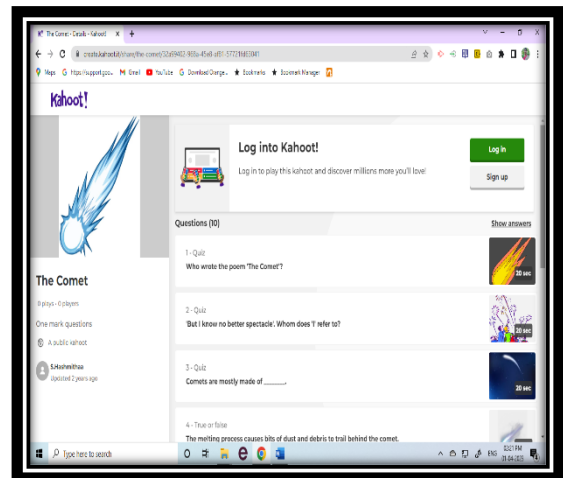 The Comet - Details - Kahoot!
Maps
Gmail
YouTube
Bookmarks
Bookmark Manager
Kahoot!
Log into Kahoot!
Log in to play this kahoot and discover millions more you'll love!
Log in
Sign up
Questions (10)
Show answers
1 - Quiz
Who wrote the poem 'The Comet'?
20 sec
2 - Quiz
'But I know no better spectacle'. Whom does 'I' refer to?
20 sec
3 - Quiz
Comets are mostly made of ______.
20 sec
4 - True or false
The melting process causes bits of dust and debris to trail behind the comet.
The Comet
0 plays · 0 players
One mark questions
A public kahoot
S.Hashmithaa
Updated 2 years ago
Type here to search
ENG